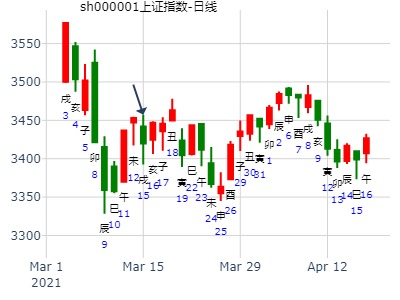 sh000001上证指数-日线
3550
3500
3450
3400
3350
3300
戌
3
亥
4
子
5
卯
8
辰
9
巳
10
午
11
未
12
戌
15
亥
16
子
17
丑
18
寅
19
巳
22
午
23
未
24
申
25
酉
26
子
29
丑
30
寅
31
卯
1
辰
2
申
6
酉
7
戌
8
亥
9
寅
12
卯
13
辰
14
巳
15
午
16
Mar 1
2021
Mar 15
Mar 29
Apr 12